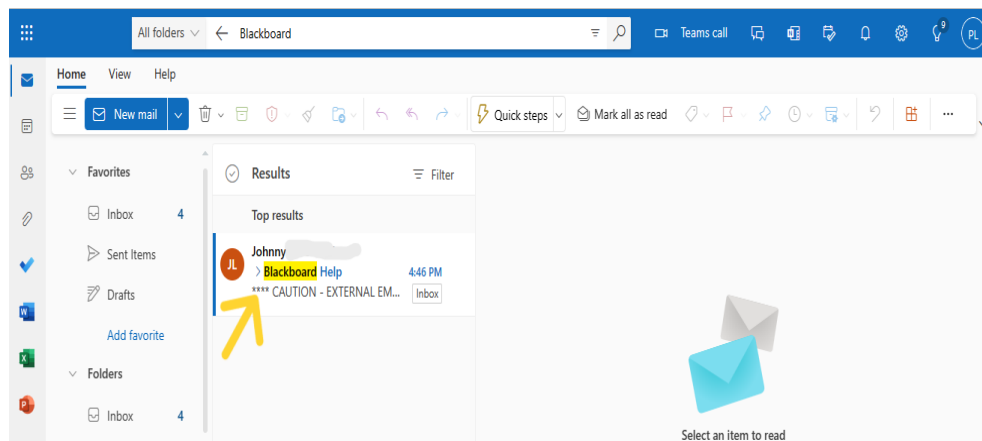 All folders Blackboard Teams call 9 PL
Home View Help
New mail Quick steps Mark all as read ...
Favorites
Inbox 4
Sent Items
Drafts
Add favorite
Folders
Inbox 4
Results Filter
Top results
JL Johnny
Blackboard Help 4:46 PM
**** CAUTION - EXTERNAL EM... Inbox
Select an item to read
W
X
P